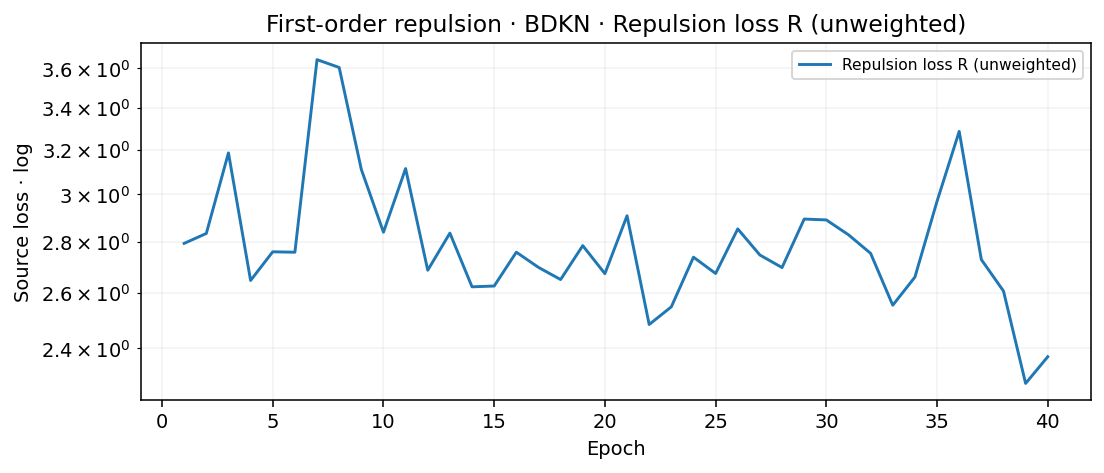 First-order repulsion · BDKN · Repulsion loss R (unweighted)
Repulsion loss R (unweighted)
Source loss · log
3.6 × 10⁰
3.4 × 10⁰
3.2 × 10⁰
3 × 10⁰
2.8 × 10⁰
2.6 × 10⁰
2.4 × 10⁰
0 5 10 15 20 25 30 35 40
Epoch